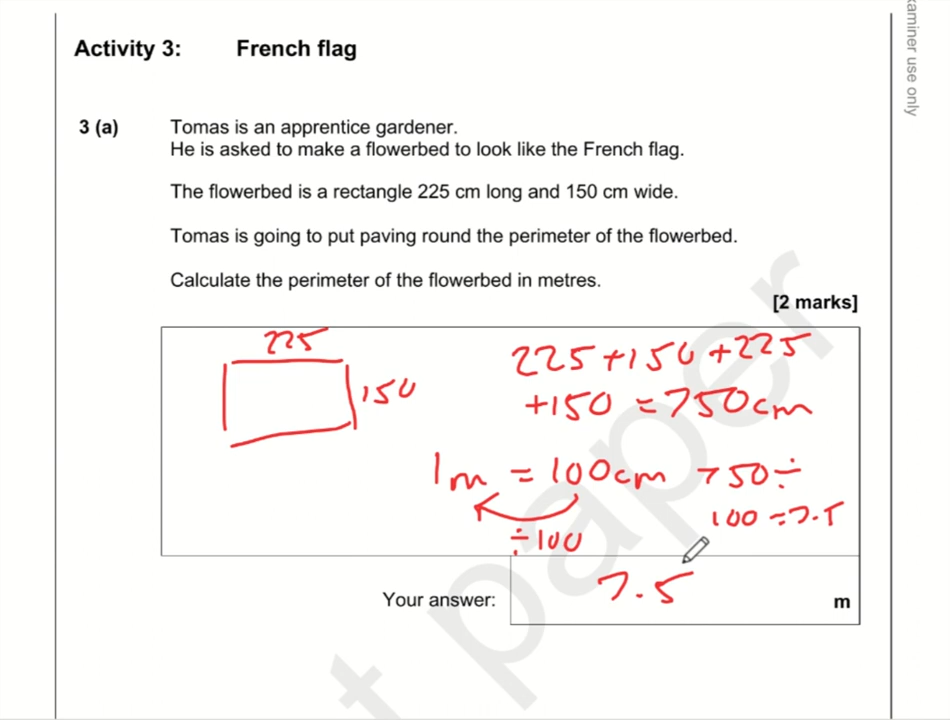 aminer use only
Activity 3: French flag
3 (a) Tomas is an apprentice gardener.
He is asked to make a flowerbed to look like the French flag.
The flowerbed is a rectangle 225 cm long and 150 cm wide.
Tomas is going to put paving round the perimeter of the flowerbed.
Calculate the perimeter of the flowerbed in metres.
[2 marks]
225
150
225+150+225
+150 =750cm
1m = 100cm
÷100
750÷
100 =7.5
Your answer: 7.5 m
t paper